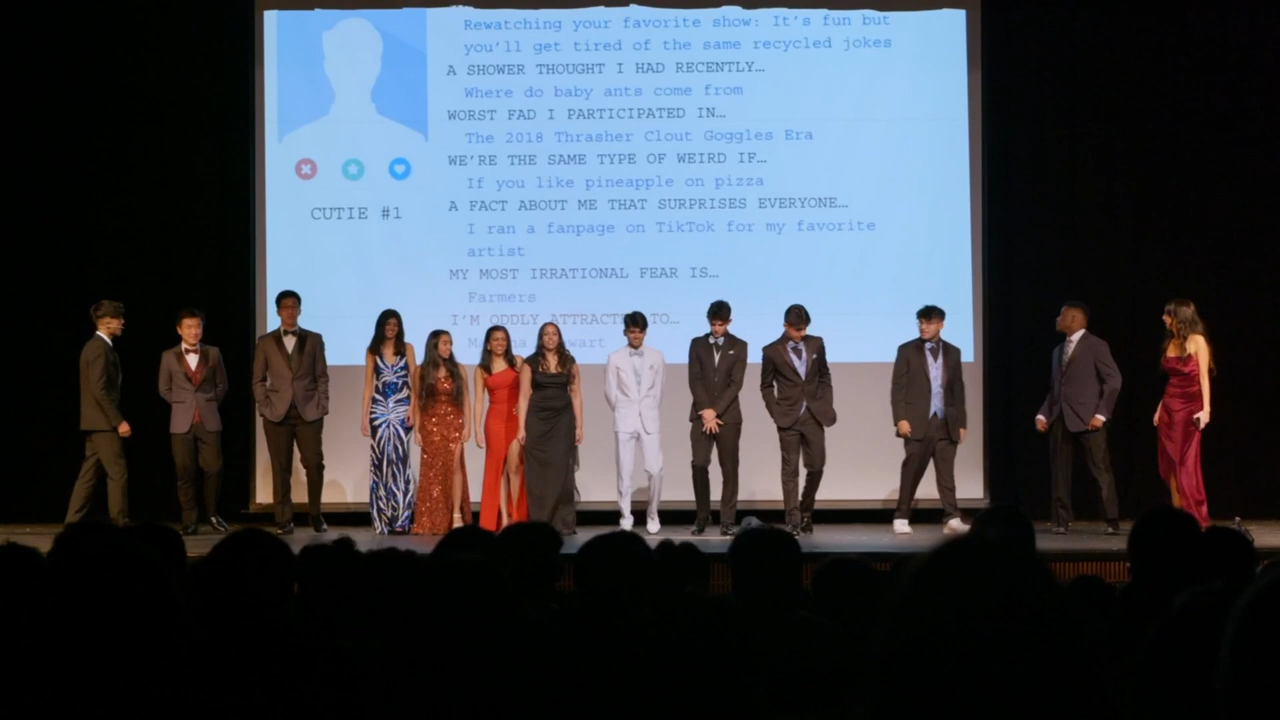 Rewatching your favorite show: It's fun but
you'll get tired of the same recycled jokes
A SHOWER THOUGHT I HAD RECENTLY…
Where do baby ants come from
WORST FAD I PARTICIPATED IN…
The 2018 Thrasher Clout Goggles Era
WE'RE THE SAME TYPE OF WEIRD IF…
If you like pineapple on pizza
A FACT ABOUT ME THAT SURPRISES EVERYONE…
I ran a fanpage on TikTok for my favorite
artist
MY MOST IRRATIONAL FEAR IS…
Farmers
I'M ODDLY ATTRACTED TO…
CUTIE #1